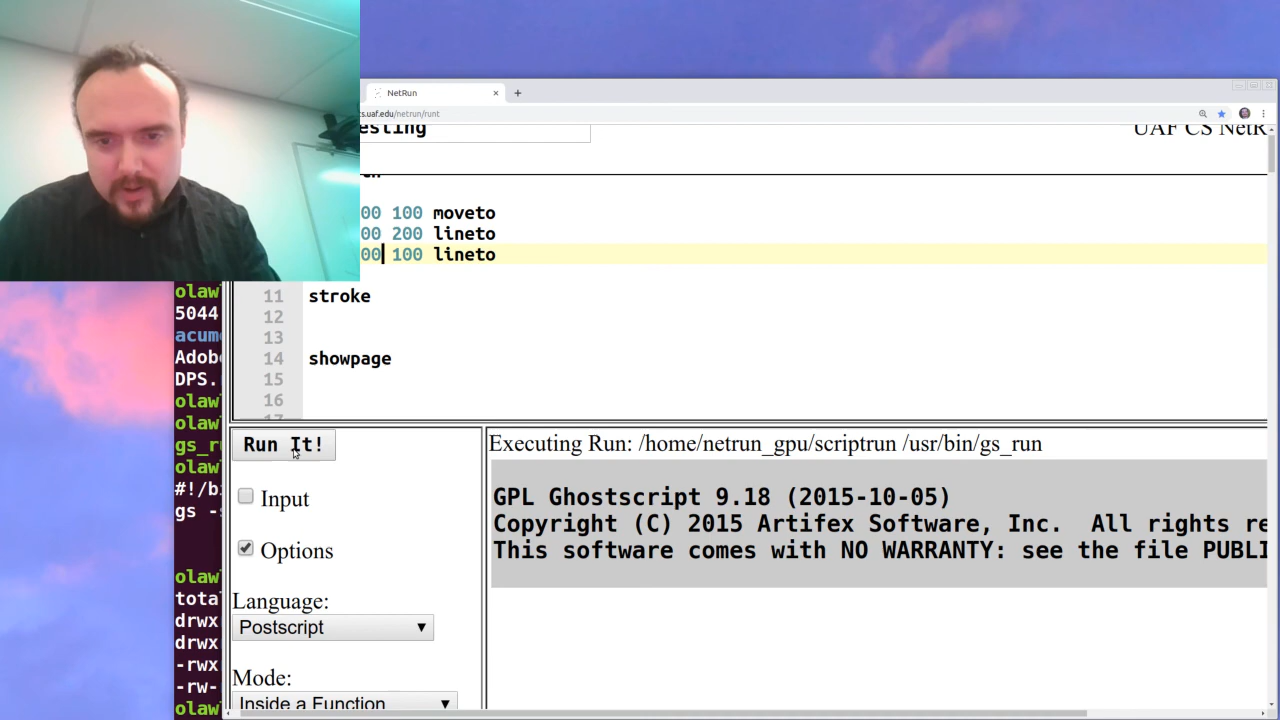 NetRun
× +
s.uaf.edu/netrun/runt
esting
UAF CS NetR
00 100 moveto
00 200 lineto
00 100 lineto
11 stroke
12
13
14 showpage
15
16
olaw
5044
acum
Adob
DPS.
olaw
olaw
gs_r
olaw
#!/b
gs -
olaw
tota
drwx
drwx
-rwx
-rw-
olaw
Run It!
Input
Options
Language:
Postscript
Mode:
Inside a Function
Executing Run: /home/netrun_gpu/scriptrun /usr/bin/gs_run
GPL Ghostscript 9.18 (2015-10-05)
Copyright (C) 2015 Artifex Software, Inc. All rights re
This software comes with NO WARRANTY: see the file PUBLI